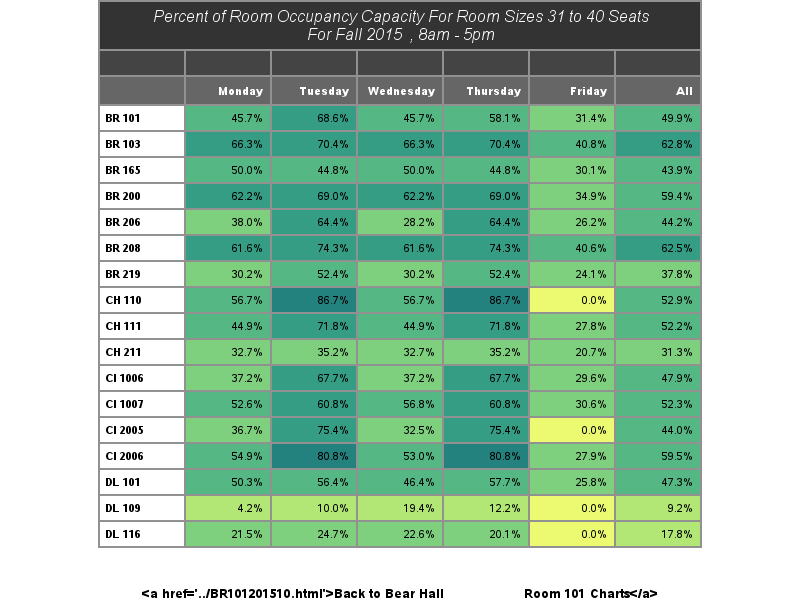 Percent of Room Occupancy Capacity For Room Sizes 31 to 40 Seats
For Fall 2015 , 8am - 5pm
Monday Tuesday Wednesday Thursday Friday All
BR 101 45.7% 68.6% 45.7% 58.1% 31.4% 49.9%
BR 103 66.3% 70.4% 66.3% 70.4% 40.8% 62.8%
BR 165 50.0% 44.8% 50.0% 44.8% 30.1% 43.9%
BR 200 62.2% 69.0% 62.2% 69.0% 34.9% 59.4%
BR 206 38.0% 64.4% 28.2% 64.4% 26.2% 44.2%
BR 208 61.6% 74.3% 61.6% 74.3% 40.6% 62.5%
BR 219 30.2% 52.4% 30.2% 52.4% 24.1% 37.8%
CH 110 56.7% 86.7% 56.7% 86.7% 0.0% 52.9%
CH 111 44.9% 71.8% 44.9% 71.8% 27.8% 52.2%
CH 211 32.7% 35.2% 32.7% 35.2% 20.7% 31.3%
CI 1006 37.2% 67.7% 37.2% 67.7% 29.6% 47.9%
CI 1007 52.6% 60.8% 56.8% 60.8% 30.6% 52.3%
CI 2005 36.7% 75.4% 32.5% 75.4% 0.0% 44.0%
CI 2006 54.9% 80.8% 53.0% 80.8% 27.9% 59.5%
DL 101 50.3% 56.4% 46.4% 57.7% 25.8% 47.3%
DL 109 4.2% 10.0% 19.4% 12.2% 0.0% 9.2%
DL 116 21.5% 24.7% 22.6% 20.1% 0.0% 17.8%
<a href='../BR101201510.html'>Back to Bear Hall Room 101 Charts</a>